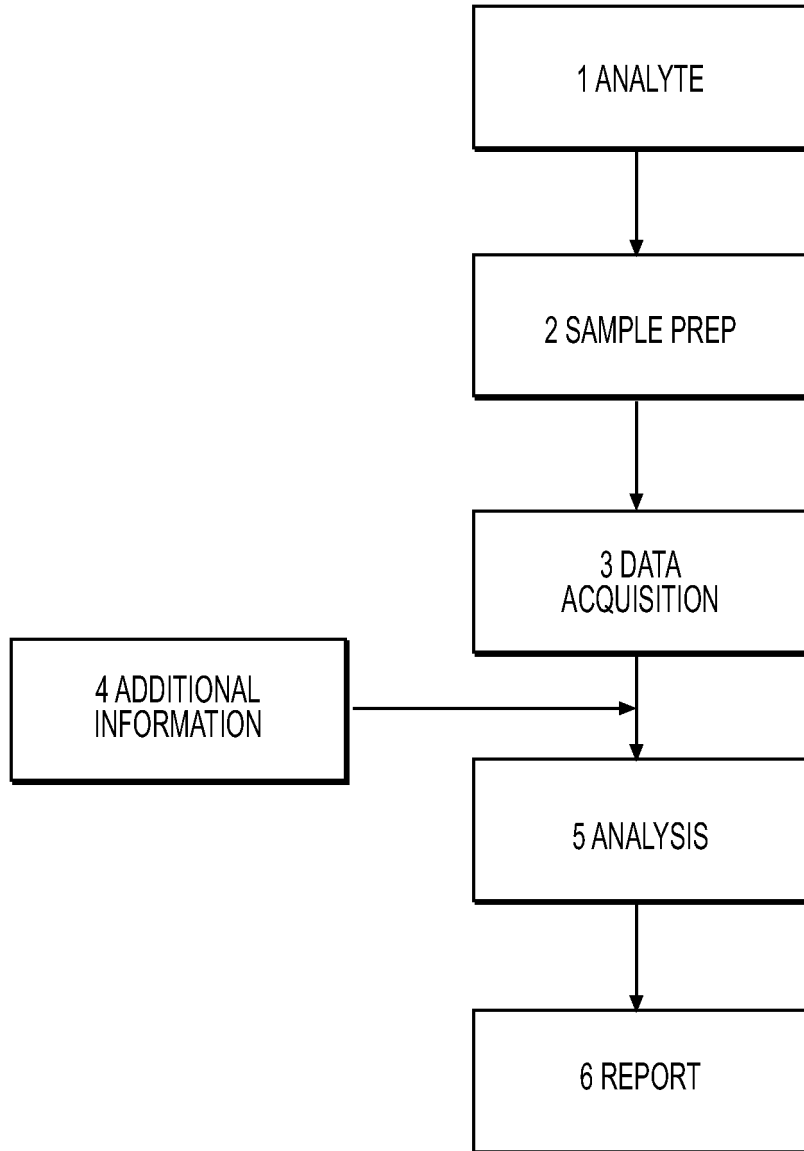 1 ANALYTE
2 SAMPLE PREP
3 DATA
ACQUISITION
4 ADDITIONAL
INFORMATION
5 ANALYSIS
6 REPORT